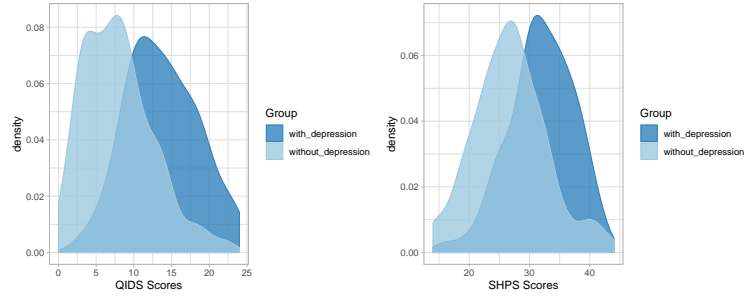 0.08
0.06
0.04
0.02
0.00
density
0 5 10 15 20 25
QIDS Scores
Group
with_depression
without_depression
0.06
0.04
0.02
0.00
density
20 30 40
SHPS Scores
Group
with_depression
without_depression